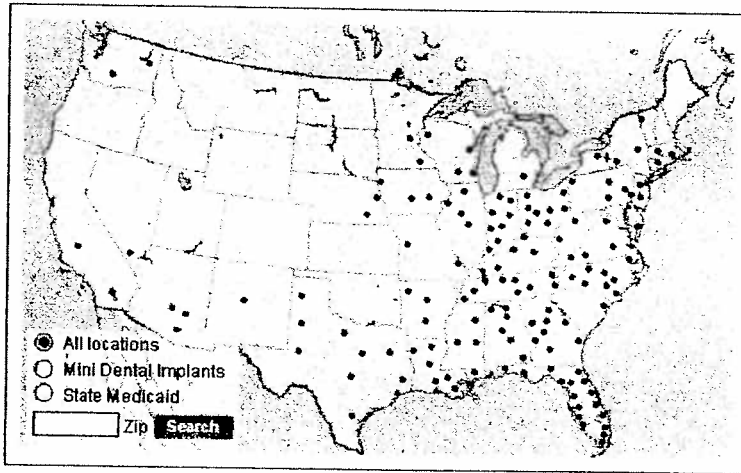 All locations
Mini Dental Implants
State Medicaid
Zip Search